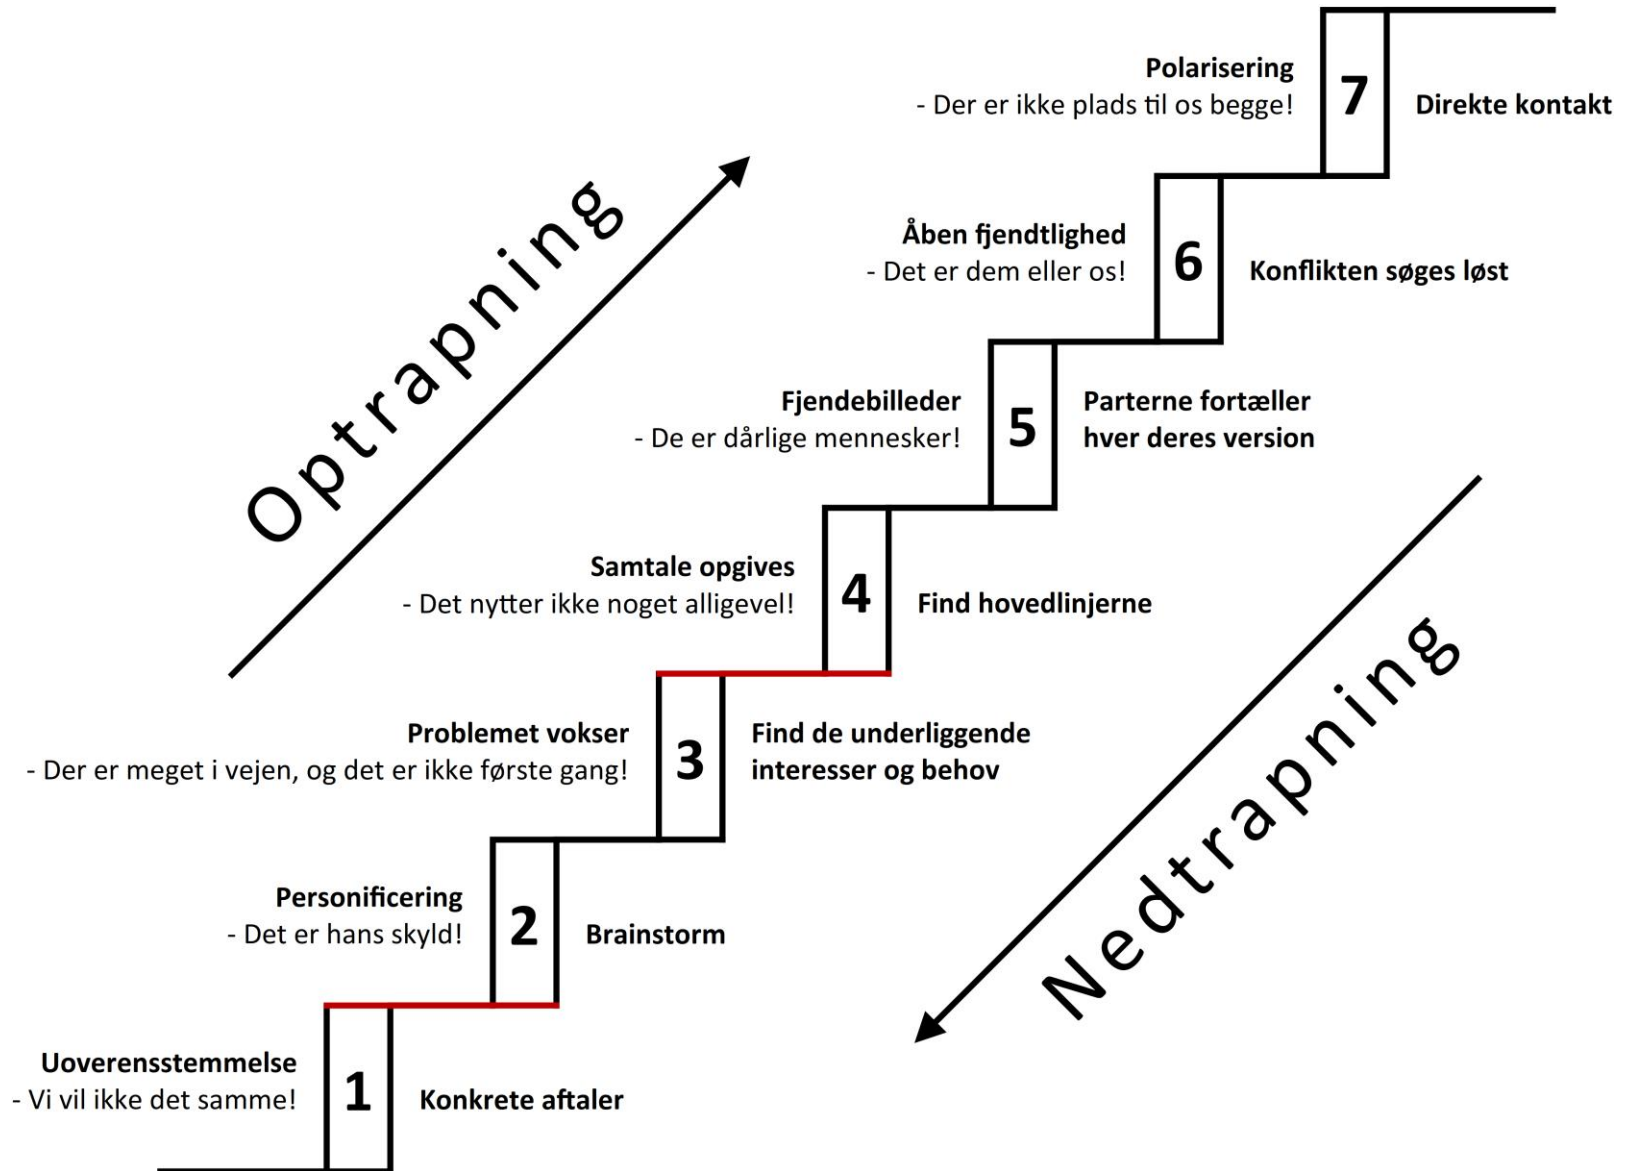 Polarisering
- Der er ikke plads til os begge!
7
Direkte kontakt
Optrapning
Åben fjendtlighed
- Det er dem eller os!
6
Konflikten søges løst
Fjendebilleder
- De er dårlige mennesker!
5
Parterne fortæller
hver deres version
Samtale opgives
- Det nytter ikke noget alligevel!
4
Find hovedlinjerne
Nedtrapning
Problemet vokser
- Der er meget i vejen, og det er ikke første gang!
3
Find de underliggende
interesser og behov
Personificering
- Det er hans skyld!
2
Brainstorm
Uoverensstemmelse
- Vi vil ikke det samme!
1
Konkrete aftaler